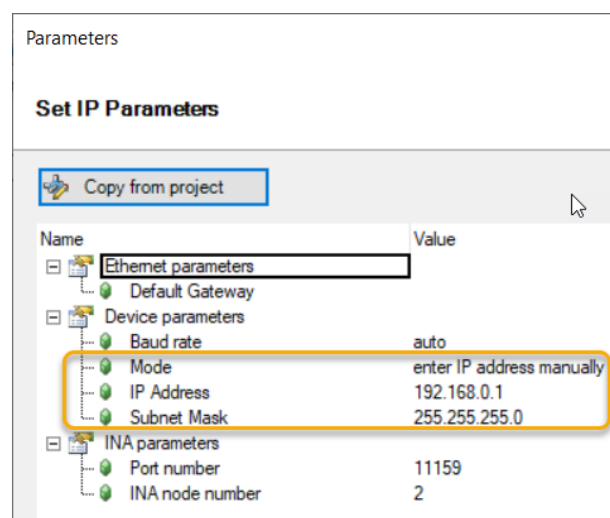 Parameters
Set IP Parameters
Copy from project
Name Value
Ethernet parameters
Default Gateway
Device parameters
Baud rate auto
Mode enter IP address manually
IP Address 192.168.0.1
Subnet Mask 255.255.255.0
INA parameters
Port number 11159
INA node number 2